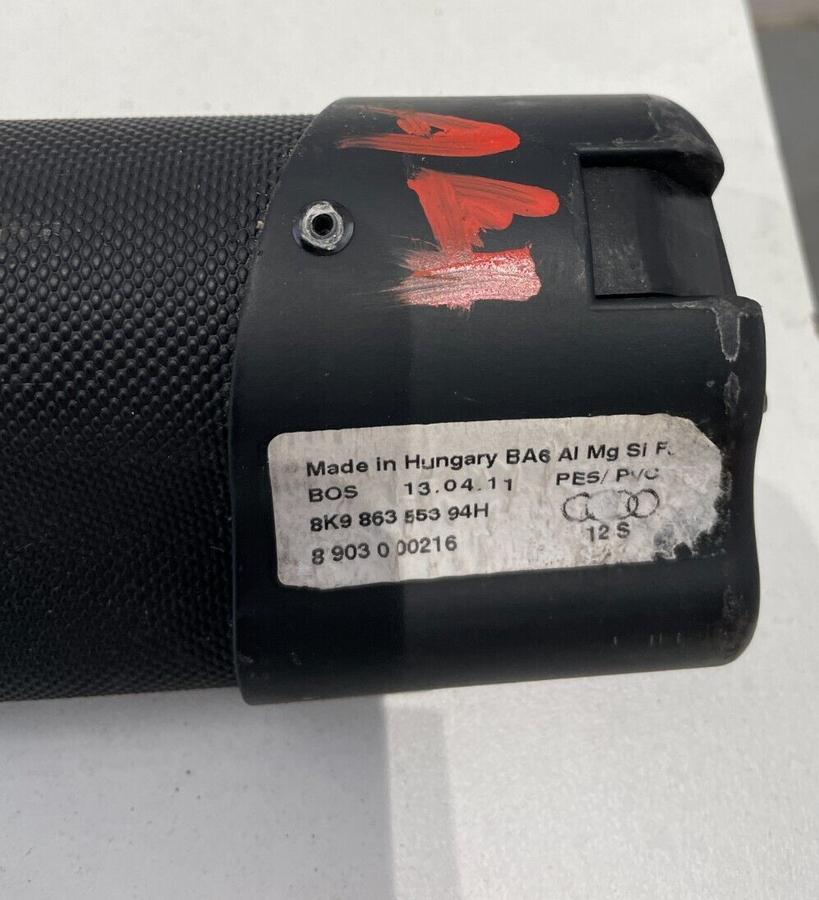 Made in Hungary BA6 Al Mg Si
BOS 13.04.11 PES/ PVC
8K9 863 553 94H
12 S
8 903 0 00216